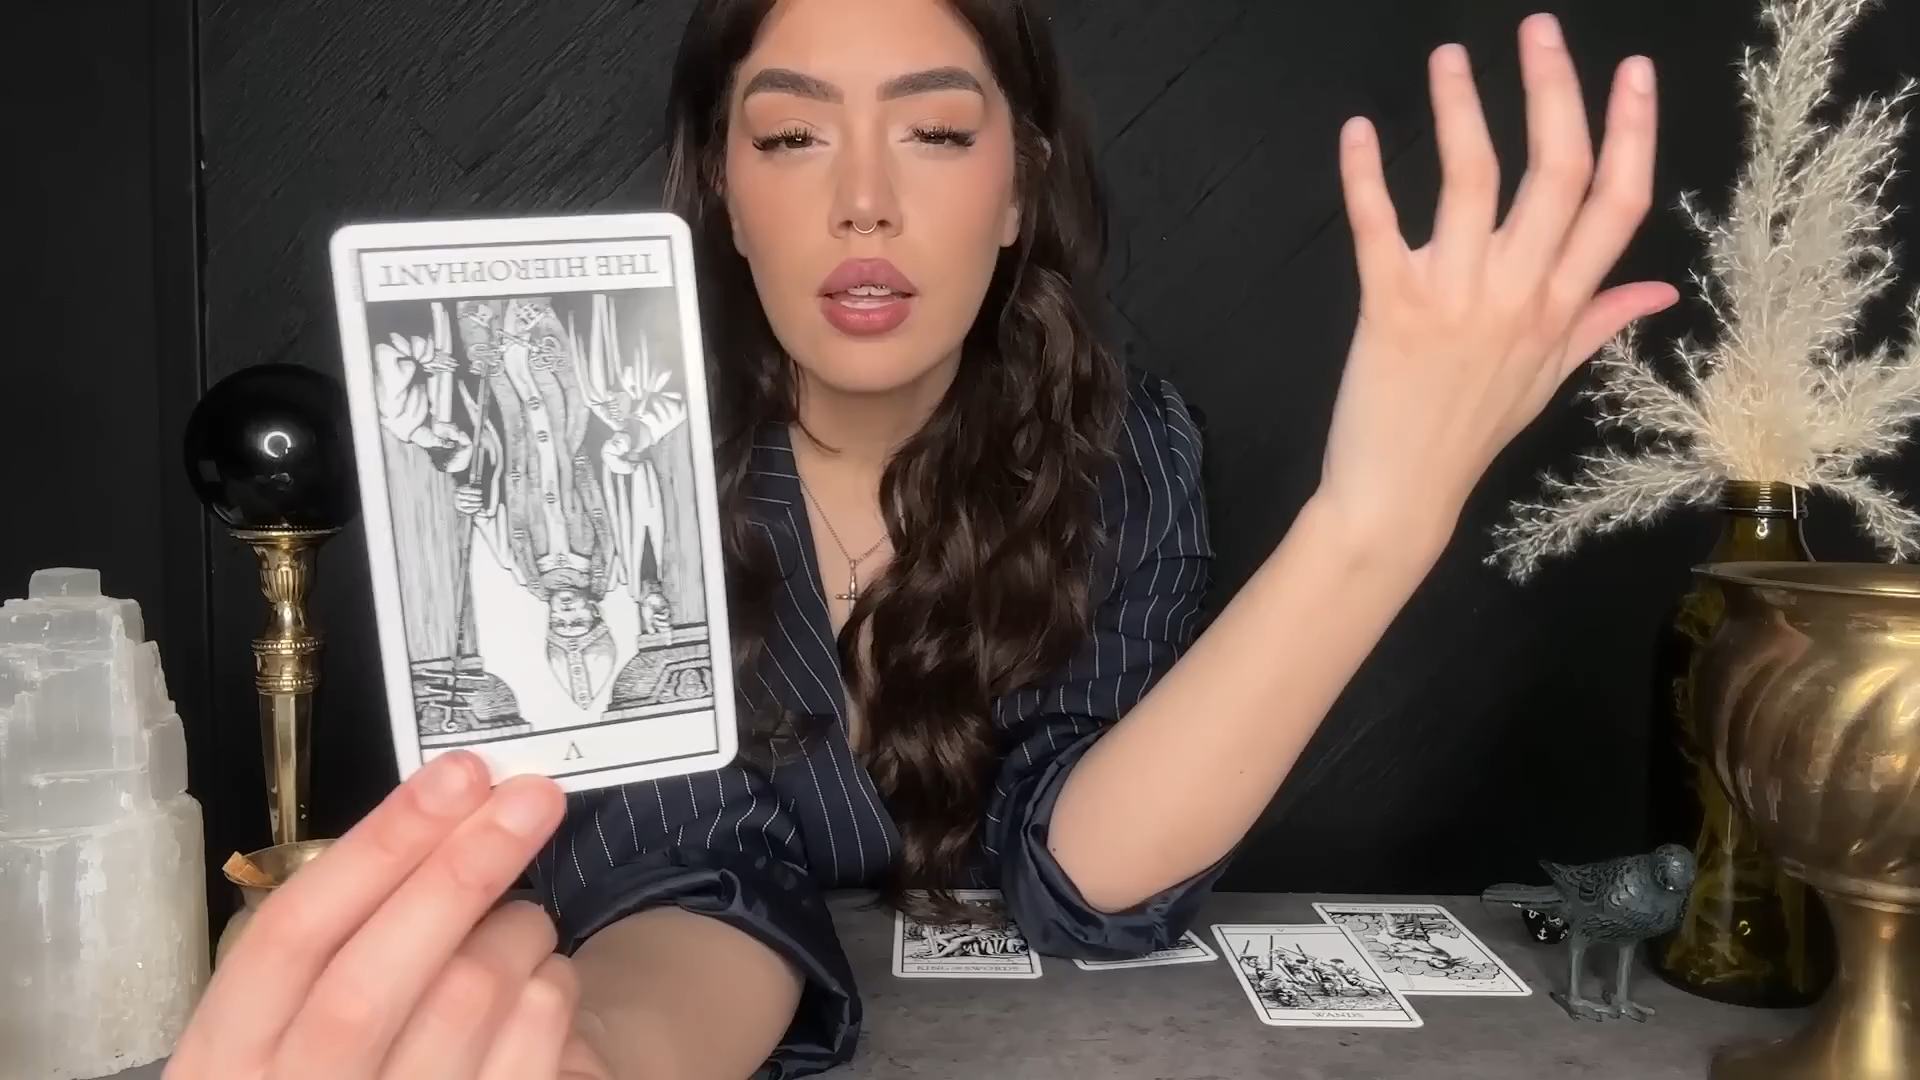 THE HIEROPHANT
V
KING OF SWORDS
V
WANDS